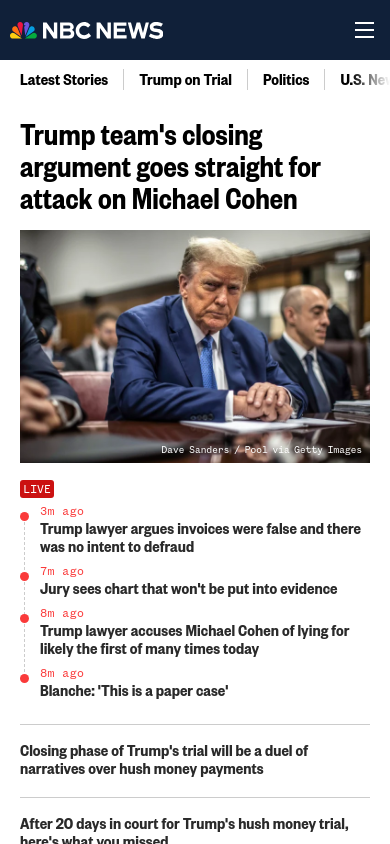 NBC NEWS
Latest Stories
Trump on Trial
Politics
U.S.
Trump team's closing
argument goes straight for
attack on Michael Cohen
Dave Sanders / Pool via Getty Images
LIVE
3m ago
Trump lawyer argues invoices were false and there
was no intent to defraud
7m ago
Jury sees chart that won't be put into evidence
8m ago
Trump lawyer accuses Michael Cohen of lying for
likely the first of many times today
8m ago
Blanche: 'This is a paper case'
Closing phase of Trump's trial will be a duel of
narratives over hush money payments
After 20 days in court for Trump's hush money trial,
here's what you missed